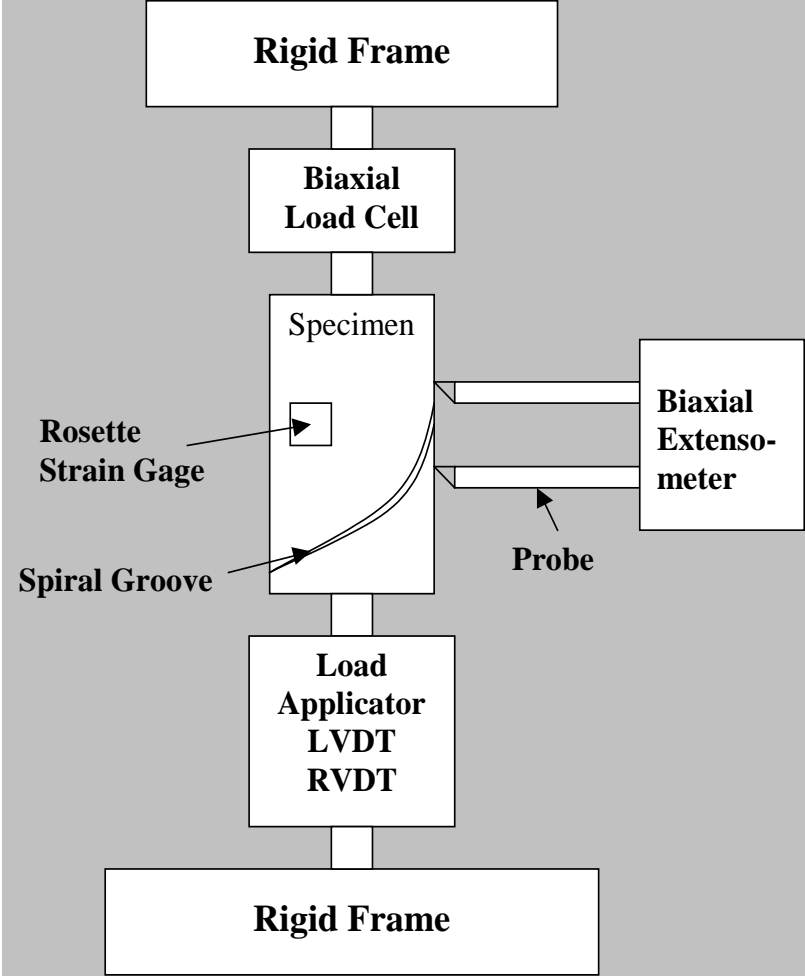 Rigid Frame
Biaxial
Load Cell
Specimen
Rosette
Strain Gage
Biaxial
Extenso-
meter
Probe
Spiral Groove
Load
Applicator
LVDT
RVDT
Rigid Frame